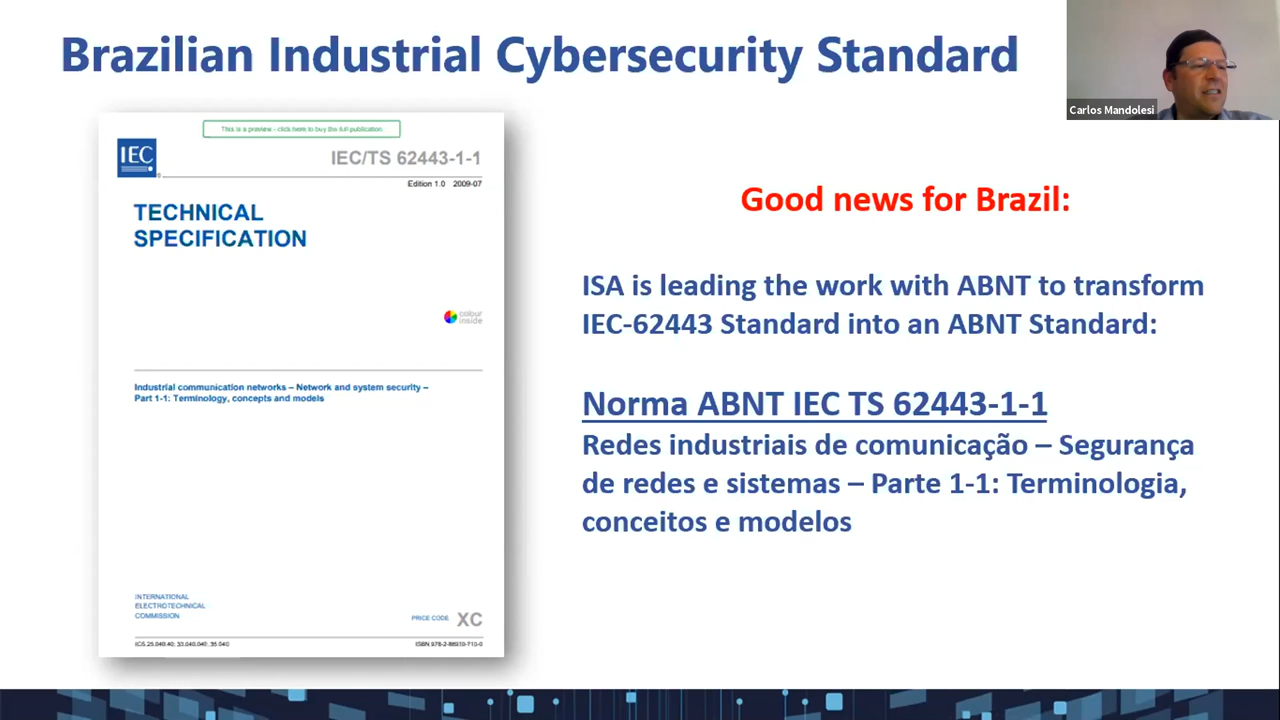 Brazilian Industrial Cybersecurity Standard
Carlos Mandolesi
This is a preview - click here to buy the full publication
IEC
IEC/TS 62443-1-1
Edition 1.0 2009-07
TECHNICAL
SPECIFICATION
colour
inside
Industrial communication networks – Network and system security –
Part 1-1: Terminology, concepts and models
INTERNATIONAL
ELECTROTECHNICAL
COMMISSION
PRICE CODE XC
Good news for Brazil:
ISA is leading the work with ABNT to transform
IEC-62443 Standard into an ABNT Standard:
Norma ABNT IEC TS 62443-1-1
Redes industriais de comunicação – Segurança
de redes e sistemas – Parte 1-1: Terminologia,
conceitos e modelos